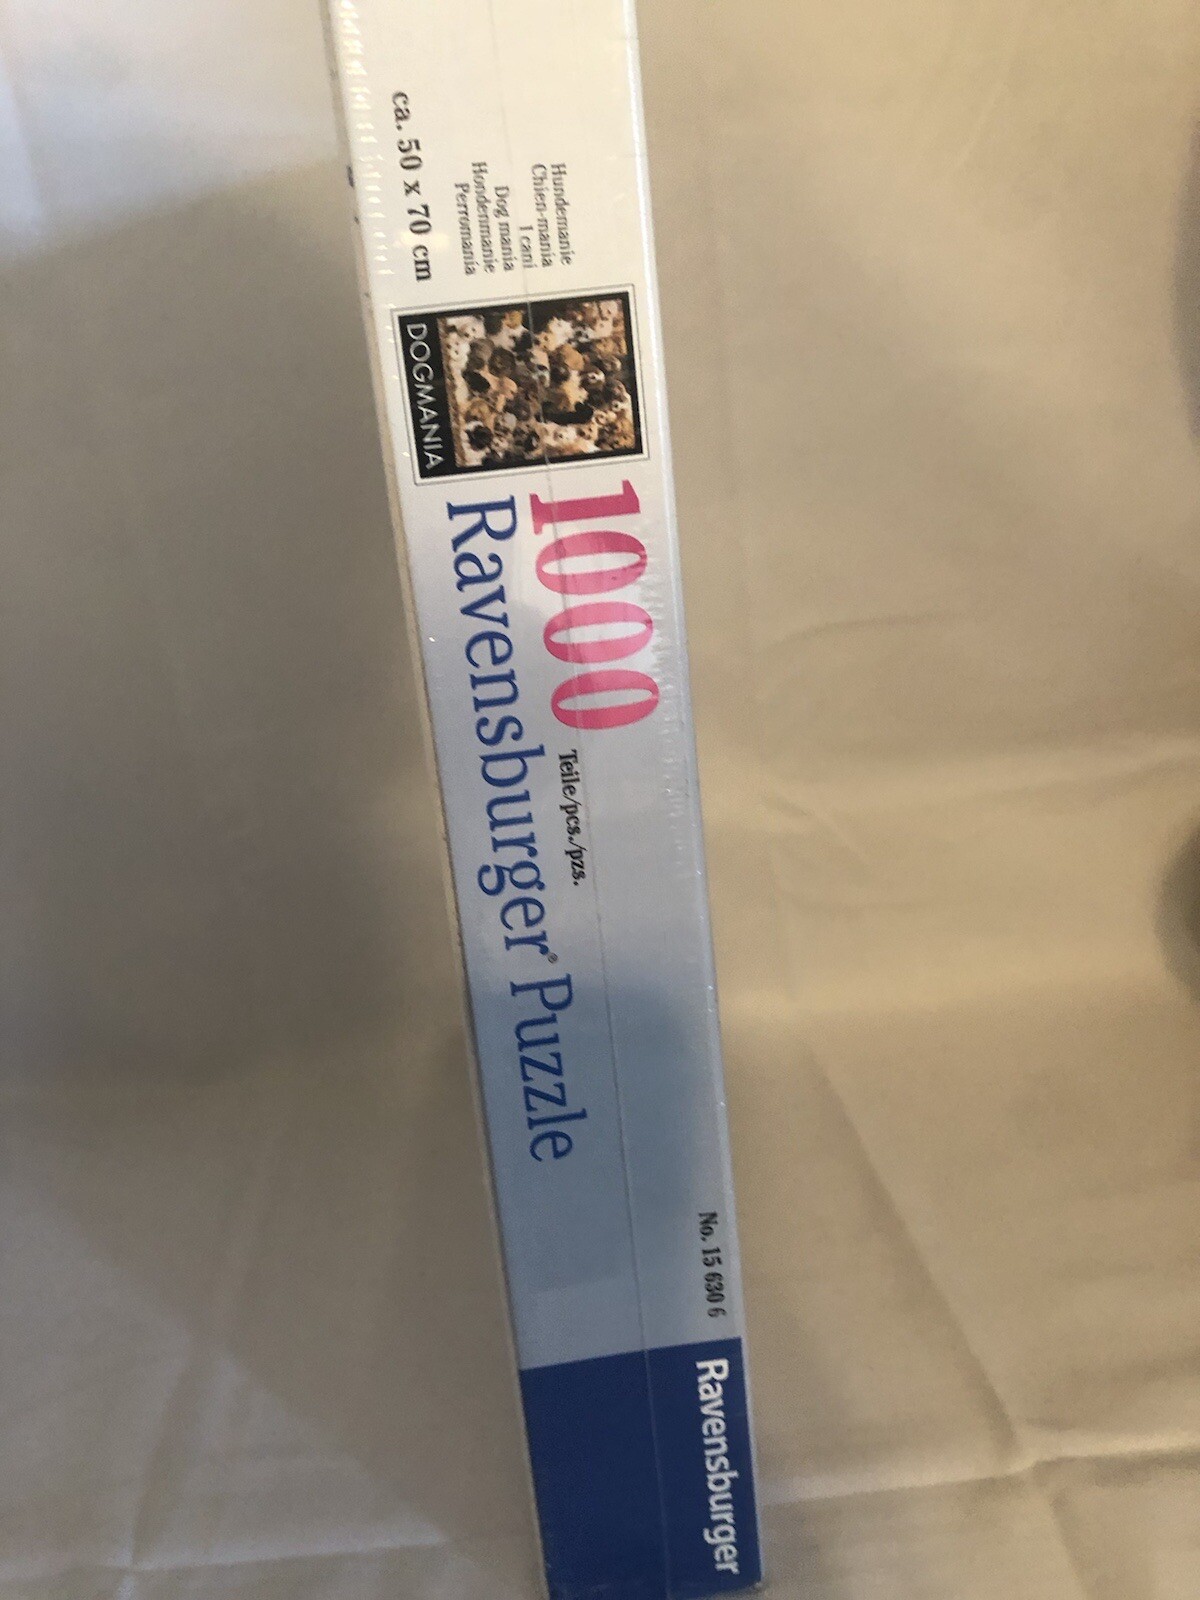 Hundemanie
Chien-mania
I cani
Dog mania
Hondenmanie
Perromania
ca. 50 x 70 cm
DOGMANIA
1000 Teile/pcs./pzs.
Ravensburger® Puzzle
No. 15 630 6
Ravensburger